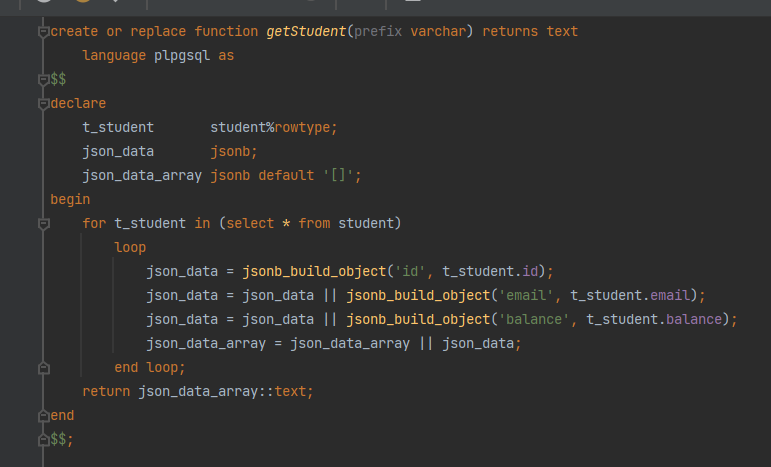 create or replace function getStudent(prefix varchar) returns text
    language plpgsql as
$$
declare
    t_student       student%rowtype;
    json_data       jsonb;
    json_data_array jsonb default '[]';
begin
    for t_student in (select * from student)
        loop
            json_data = jsonb_build_object('id', t_student.id);
            json_data = json_data || jsonb_build_object('email', t_student.email);
            json_data = json_data || jsonb_build_object('balance', t_student.balance);
            json_data_array = json_data_array || json_data;
        end loop;
    return json_data_array::text;
end
$$;